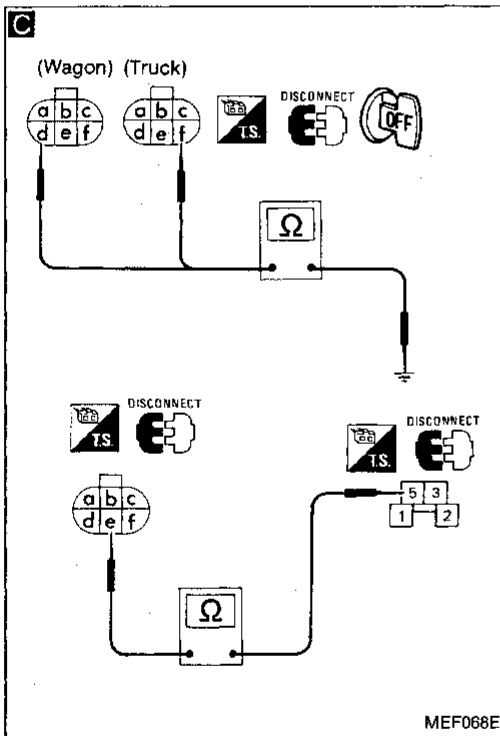 C
(Wagon) (Truck)
a b c
d e f
a b c
d e f
T.S.
DISCONNECT
OFF
Ω
DISCONNECT
T.S.
a b c
d e f
DISCONNECT
T.S.
5 3
1 2
Ω
MEF068E